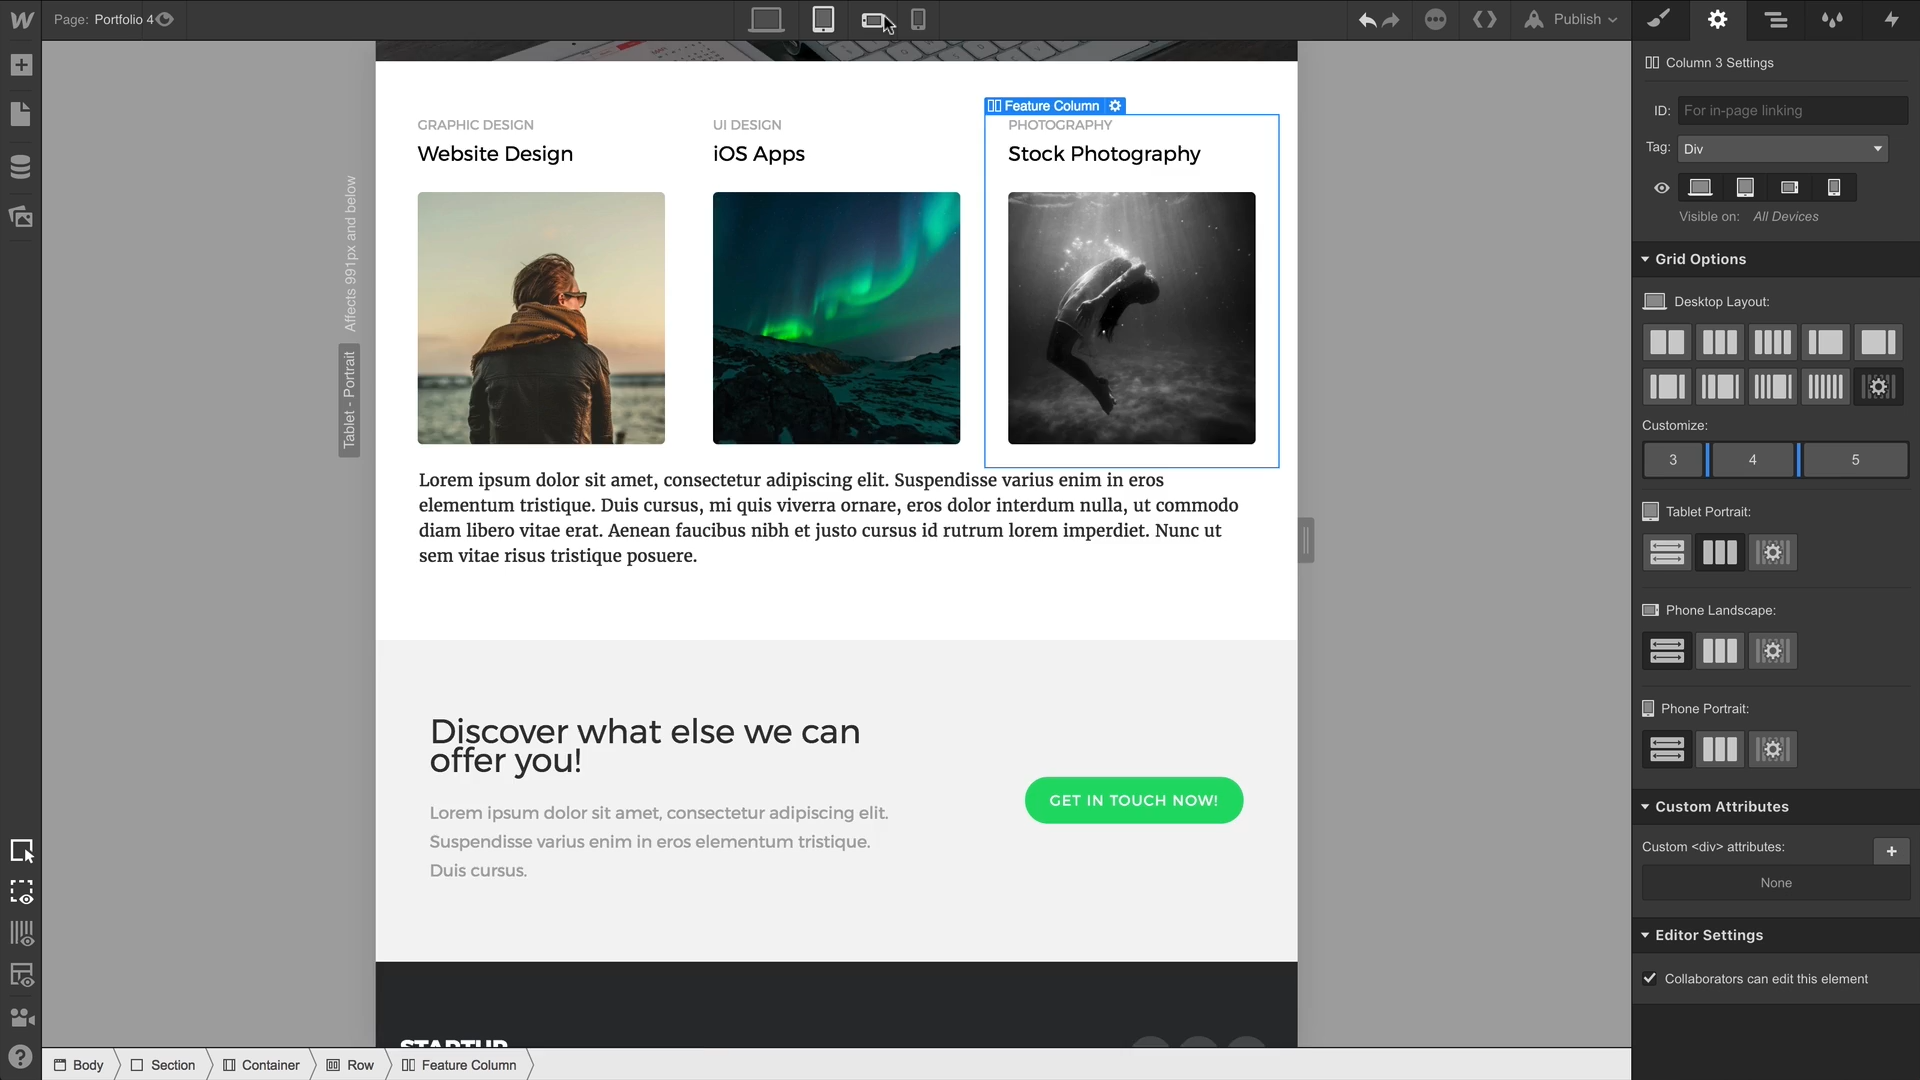 Page: Portfolio 4
Publish
Column 3 Settings
ID: For in-page linking
Tag: Div
Visible on: All Devices
Grid Options
Desktop Layout:
Customize:
3 4 5
Tablet Portrait:
Phone Landscape:
Phone Portrait:
Custom Attributes
Custom <div> attributes:
+
None
Editor Settings
Collaborators can edit this element
Affects 991px and below
Tablet - Portrait
Feature Column
GRAPHIC DESIGN
Website Design
UI DESIGN
iOS Apps
PHOTOGRAPHY
Stock Photography
Lorem ipsum dolor sit amet, consectetur adipiscing elit. Suspendisse varius enim in eros
elementum tristique. Duis cursus, mi quis viverra ornare, eros dolor interdum nulla, ut commodo
diam libero vitae erat. Aenean faucibus nibh et justo cursus id rutrum lorem imperdiet. Nunc ut
sem vitae risus tristique posuere.
Discover what else we can
offer you!
Lorem ipsum dolor sit amet, consectetur adipiscing elit.
Suspendisse varius enim in eros elementum tristique.
Duis cursus.
GET IN TOUCH NOW!
STARTUP
Body Section Container Row Feature Column